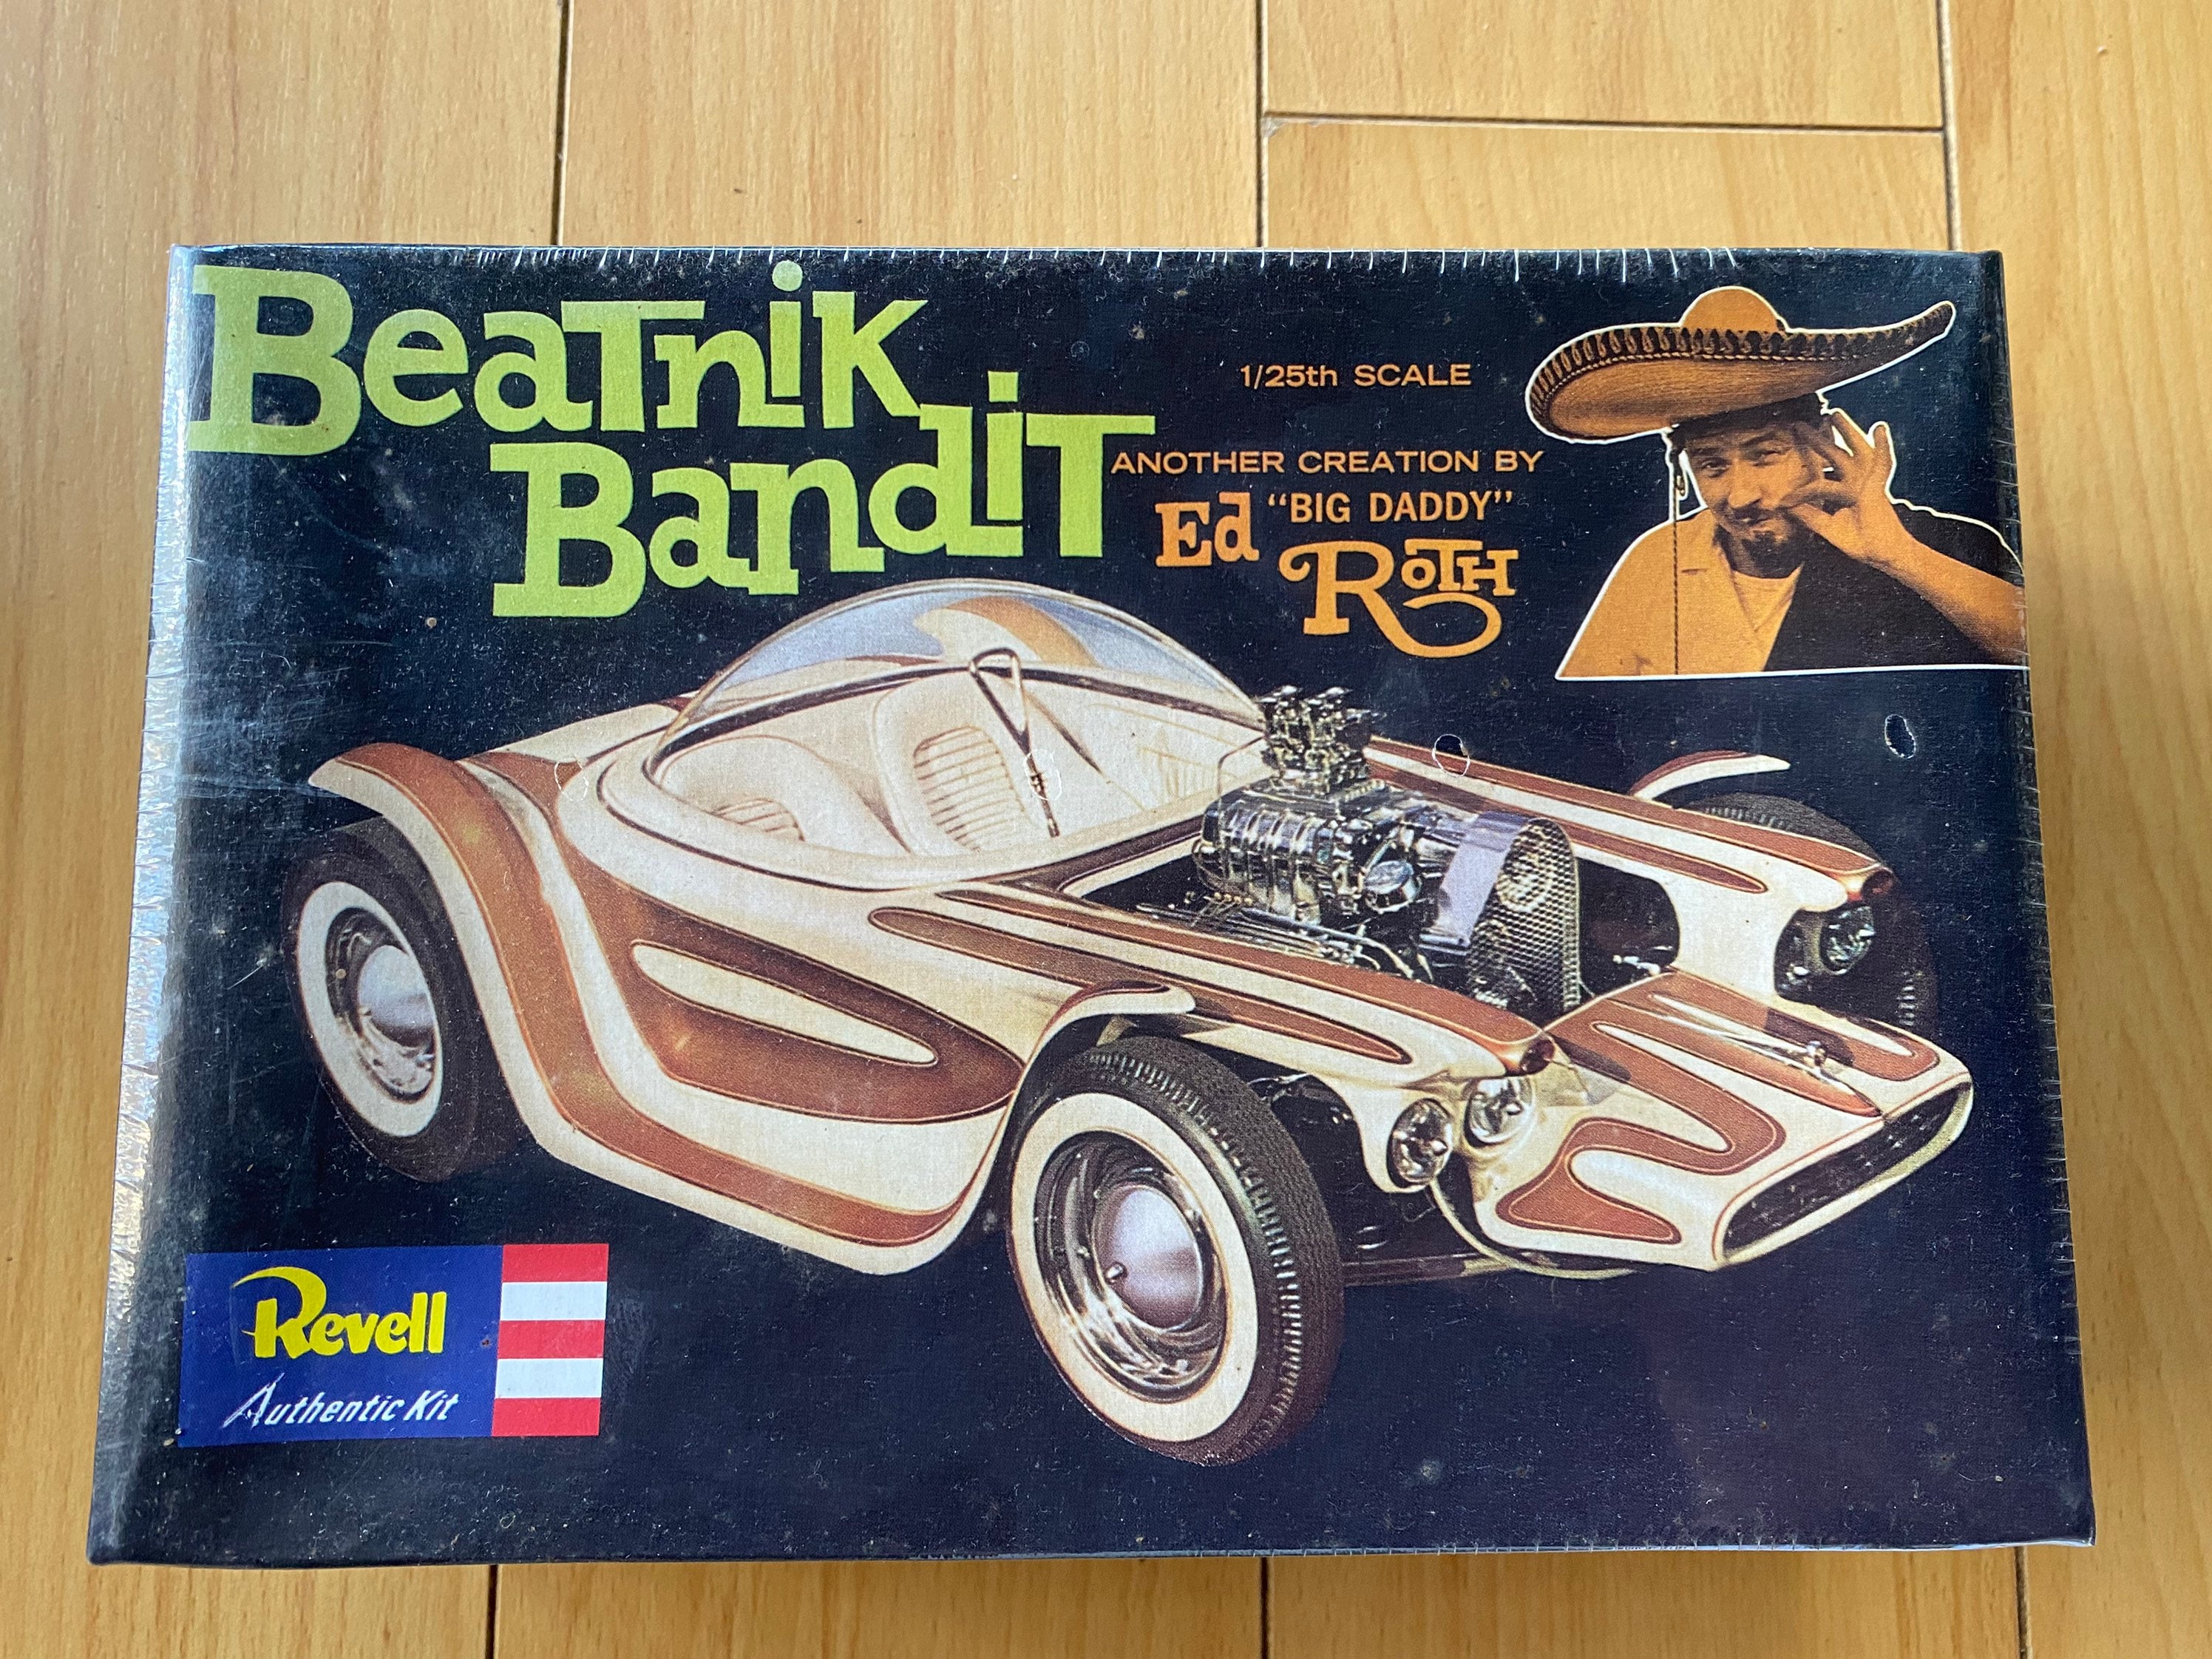 BeaTnik
BandiT
1/25th SCALE
ANOTHER CREATION BY
Ed "BIG DADDY"
RoTH
Revell
Authentic Kit